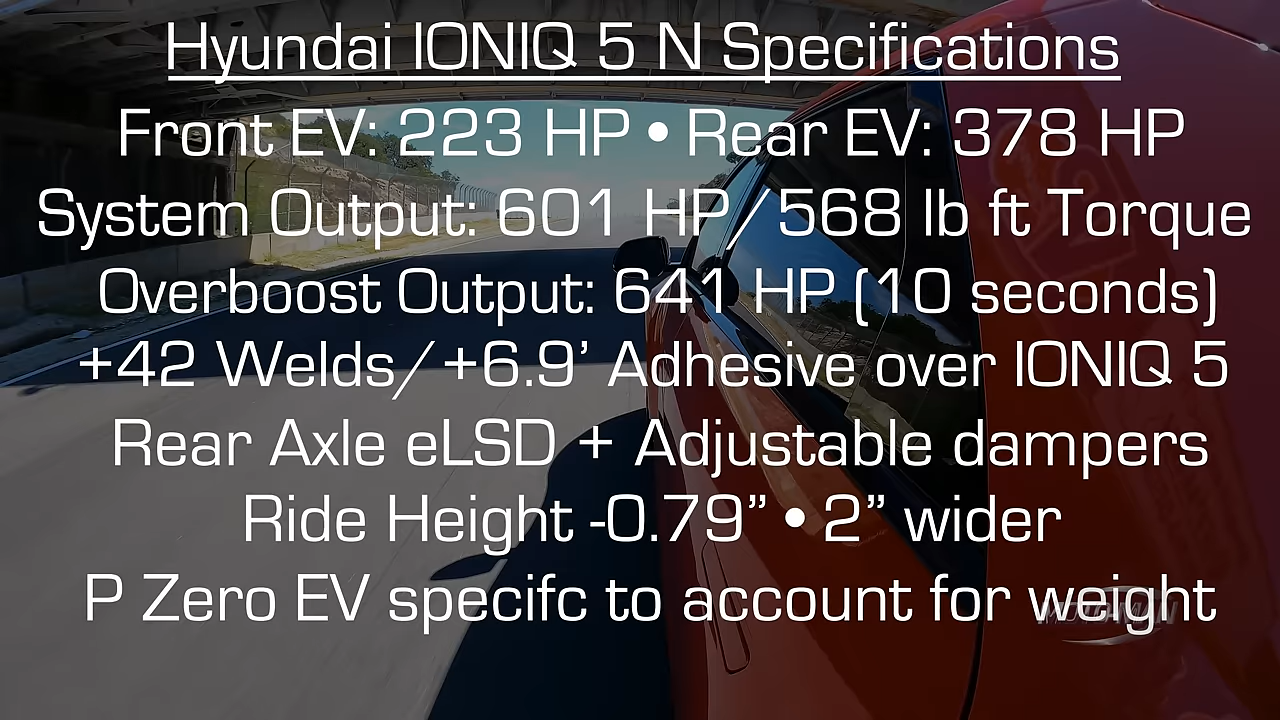 Hyundai IONIQ 5 N Specifications
Front EV: 223 HP • Rear EV: 378 HP
System Output: 601 HP/568 lb ft Torque
Overboost Output: 641 HP (10 seconds)
+42 Welds/+6.9’ Adhesive over IONIQ 5
Rear Axle eLSD + Adjustable dampers
Ride Height -0.79” • 2” wider
P Zero EV specifc to account for weight
MOTOMAN